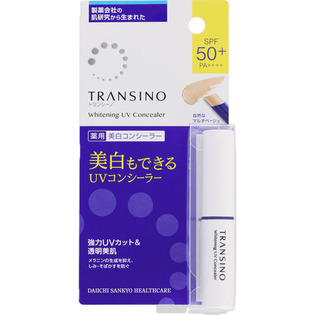 製薬会社の
肌研究から生まれた
SPF
50+
PA++++
TRANSINO
トランシーノ
Whitening UV Concealer
自然な
マルチベージュ
薬用 美白コンシーラー
美白もできる
UVコンシーラー
強力UVカット&
透明美肌
メラニンの生成を抑え、
しみ・そばかすを防ぐ
DAIICHI SANKYO HEALTHCARE
TRANSINO
Whitening UV Concealer